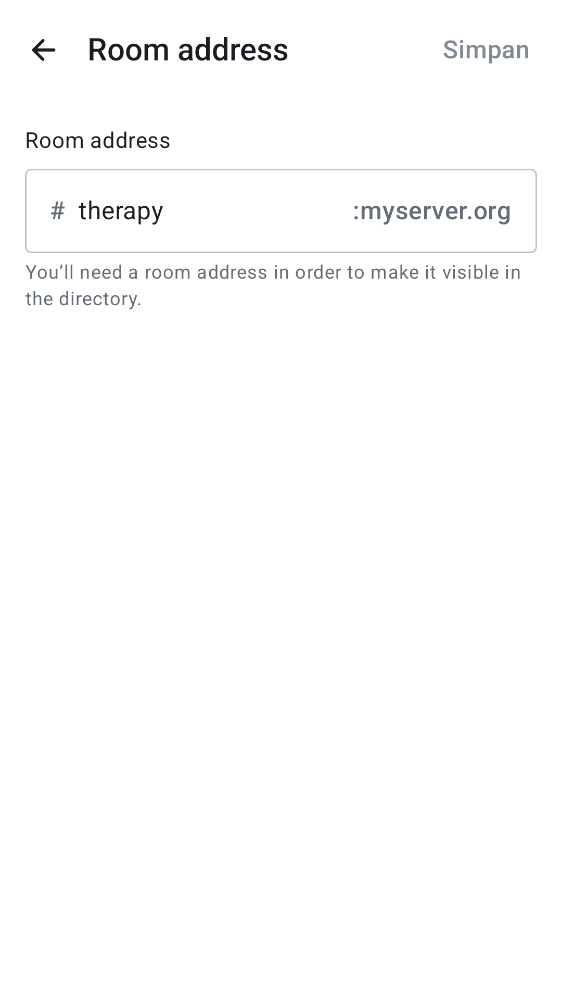 Room address
Simpan
Room address
# therapy :myserver.org
You’ll need a room address in order to make it visible in
the directory.